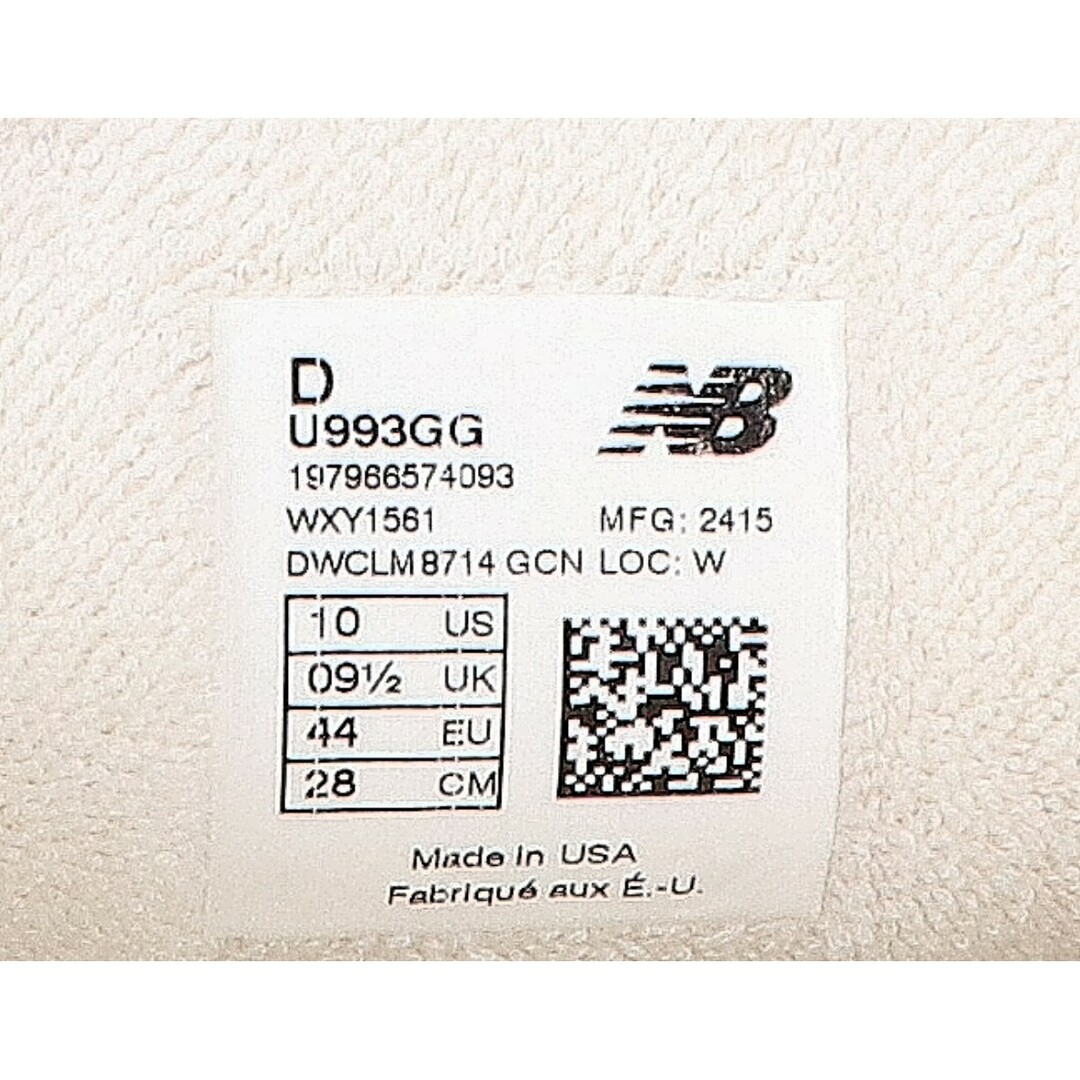 D
NB
U993GG
197966574093
WXY1561 MFG: 2415
DWCLM8714 GCN LOC: W
10 US
09½ UK
44 EU
28 CM
Made in USA
Fabriqué aux É.-U.